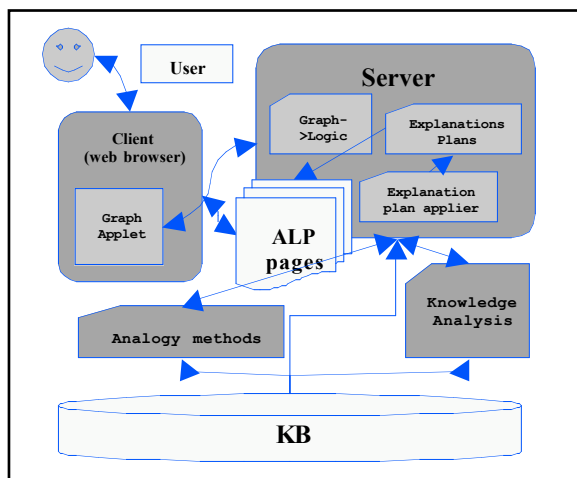 User
Server
Client
(web browser)
Graph
Applet
Graph-
>Logic
Explanations
Plans
Explanation
plan applier
ALP
pages
Analogy methods
Knowledge
Analysis
KB